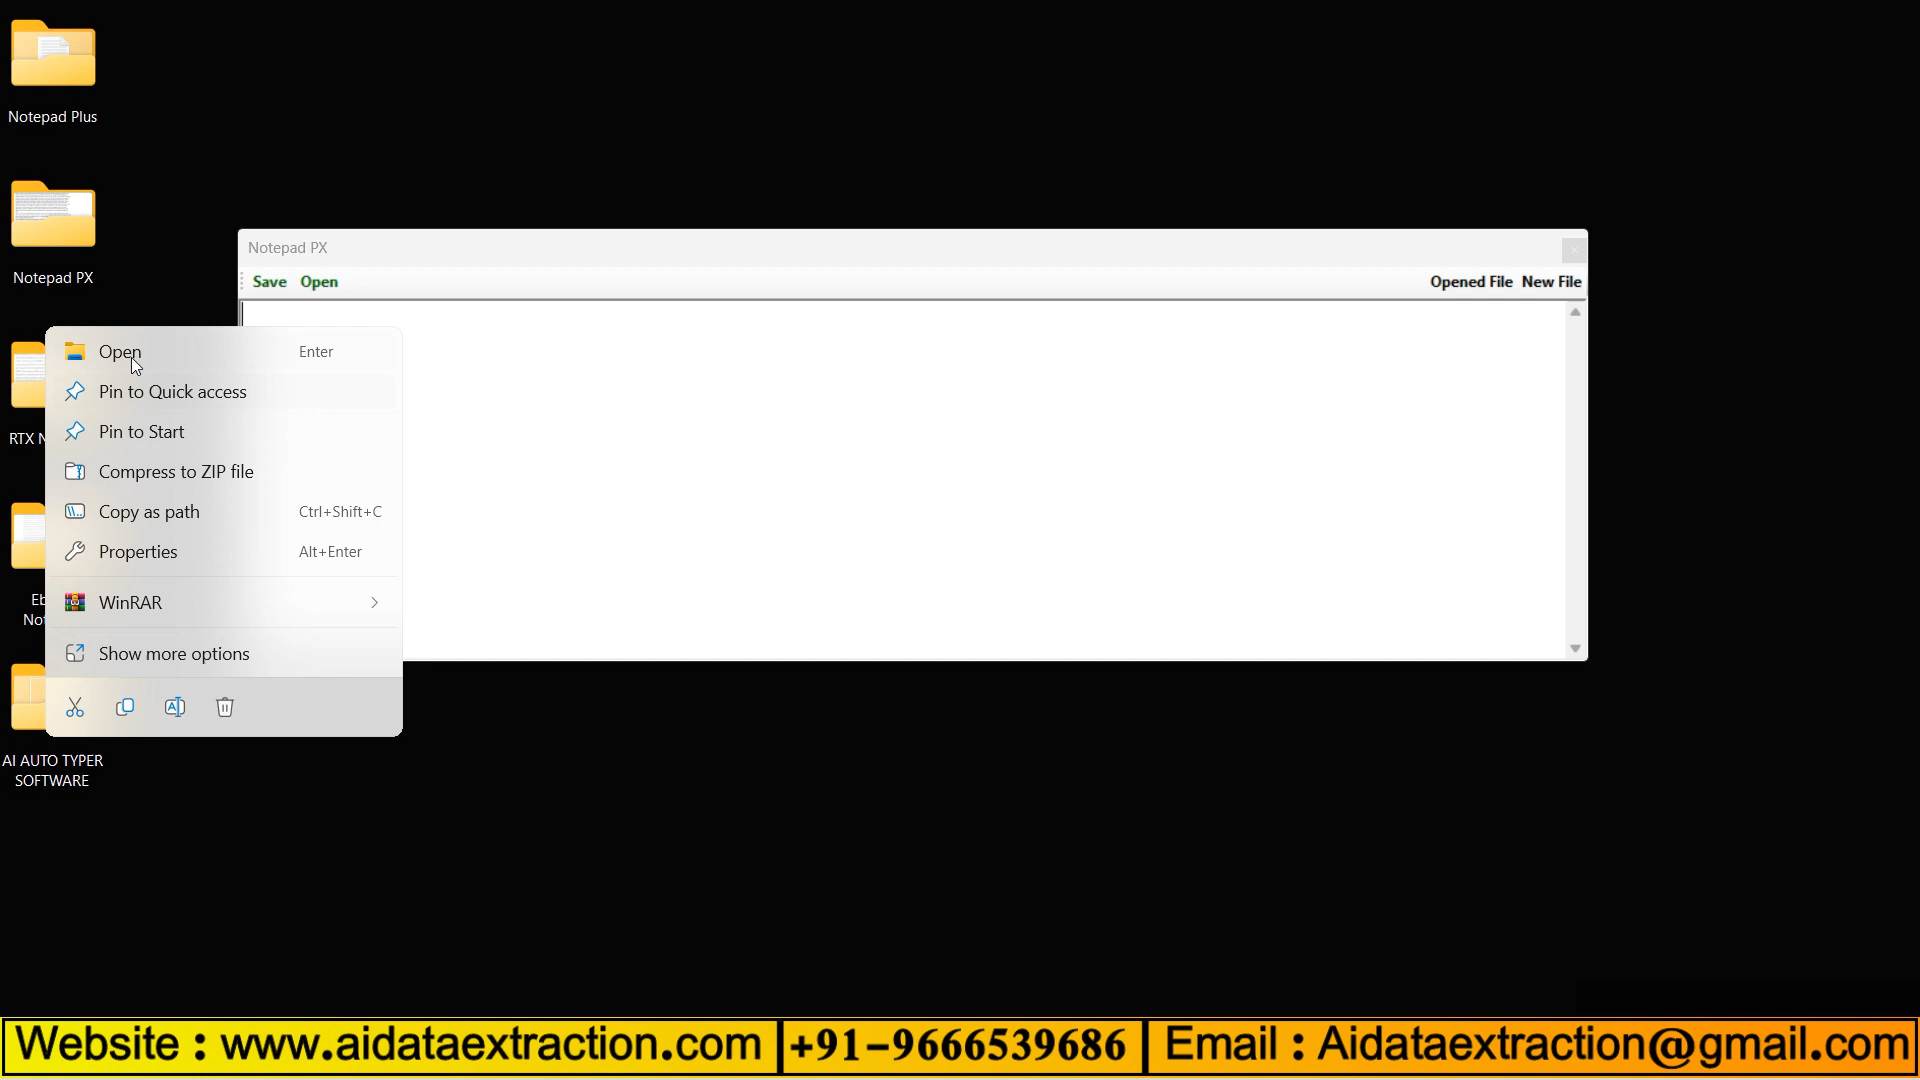 Notepad Plus
Notepad PX
RTX N
Eb
Not
AI AUTO TYPER
SOFTWARE
Notepad PX
Save Open
Opened File New File
Open Enter
Pin to Quick access
Pin to Start
Compress to ZIP file
Copy as path Ctrl+Shift+C
Properties Alt+Enter
WinRAR
Show more options
Website : www.aidataextraction.com +91-9666539686 Email : Aidataextraction@gmail.com